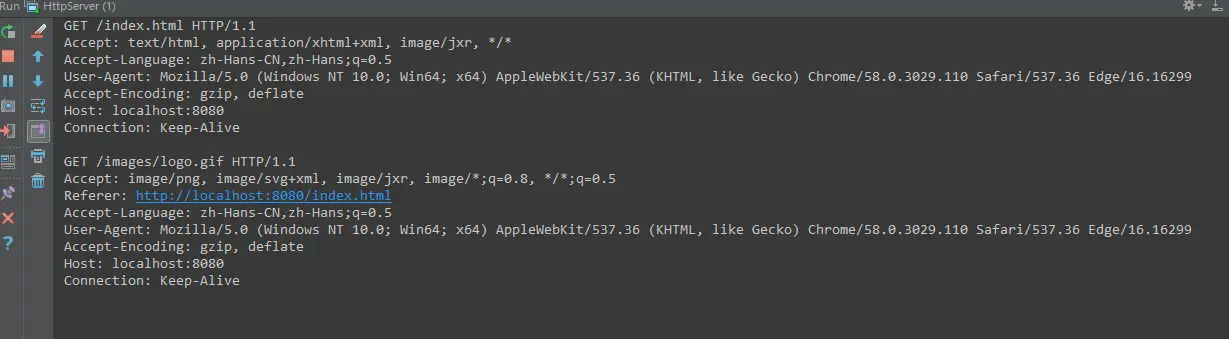 Run HttpServer (1)
GET /index.html HTTP/1.1
Accept: text/html, application/xhtml+xml, image/jxr, */*
Accept-Language: zh-Hans-CN,zh-Hans;q=0.5
User-Agent: Mozilla/5.0 (Windows NT 10.0; Win64; x64) AppleWebKit/537.36 (KHTML, like Gecko) Chrome/58.0.3029.110 Safari/537.36 Edge/16.16299
Accept-Encoding: gzip, deflate
Host: localhost:8080
Connection: Keep-Alive
GET /images/logo.gif HTTP/1.1
Accept: image/png, image/svg+xml, image/jxr, image/*;q=0.8, */*;q=0.5
Referer: http://localhost:8080/index.html
Accept-Language: zh-Hans-CN,zh-Hans;q=0.5
User-Agent: Mozilla/5.0 (Windows NT 10.0; Win64; x64) AppleWebKit/537.36 (KHTML, like Gecko) Chrome/58.0.3029.110 Safari/537.36 Edge/16.16299
Accept-Encoding: gzip, deflate
Host: localhost:8080
Connection: Keep-Alive